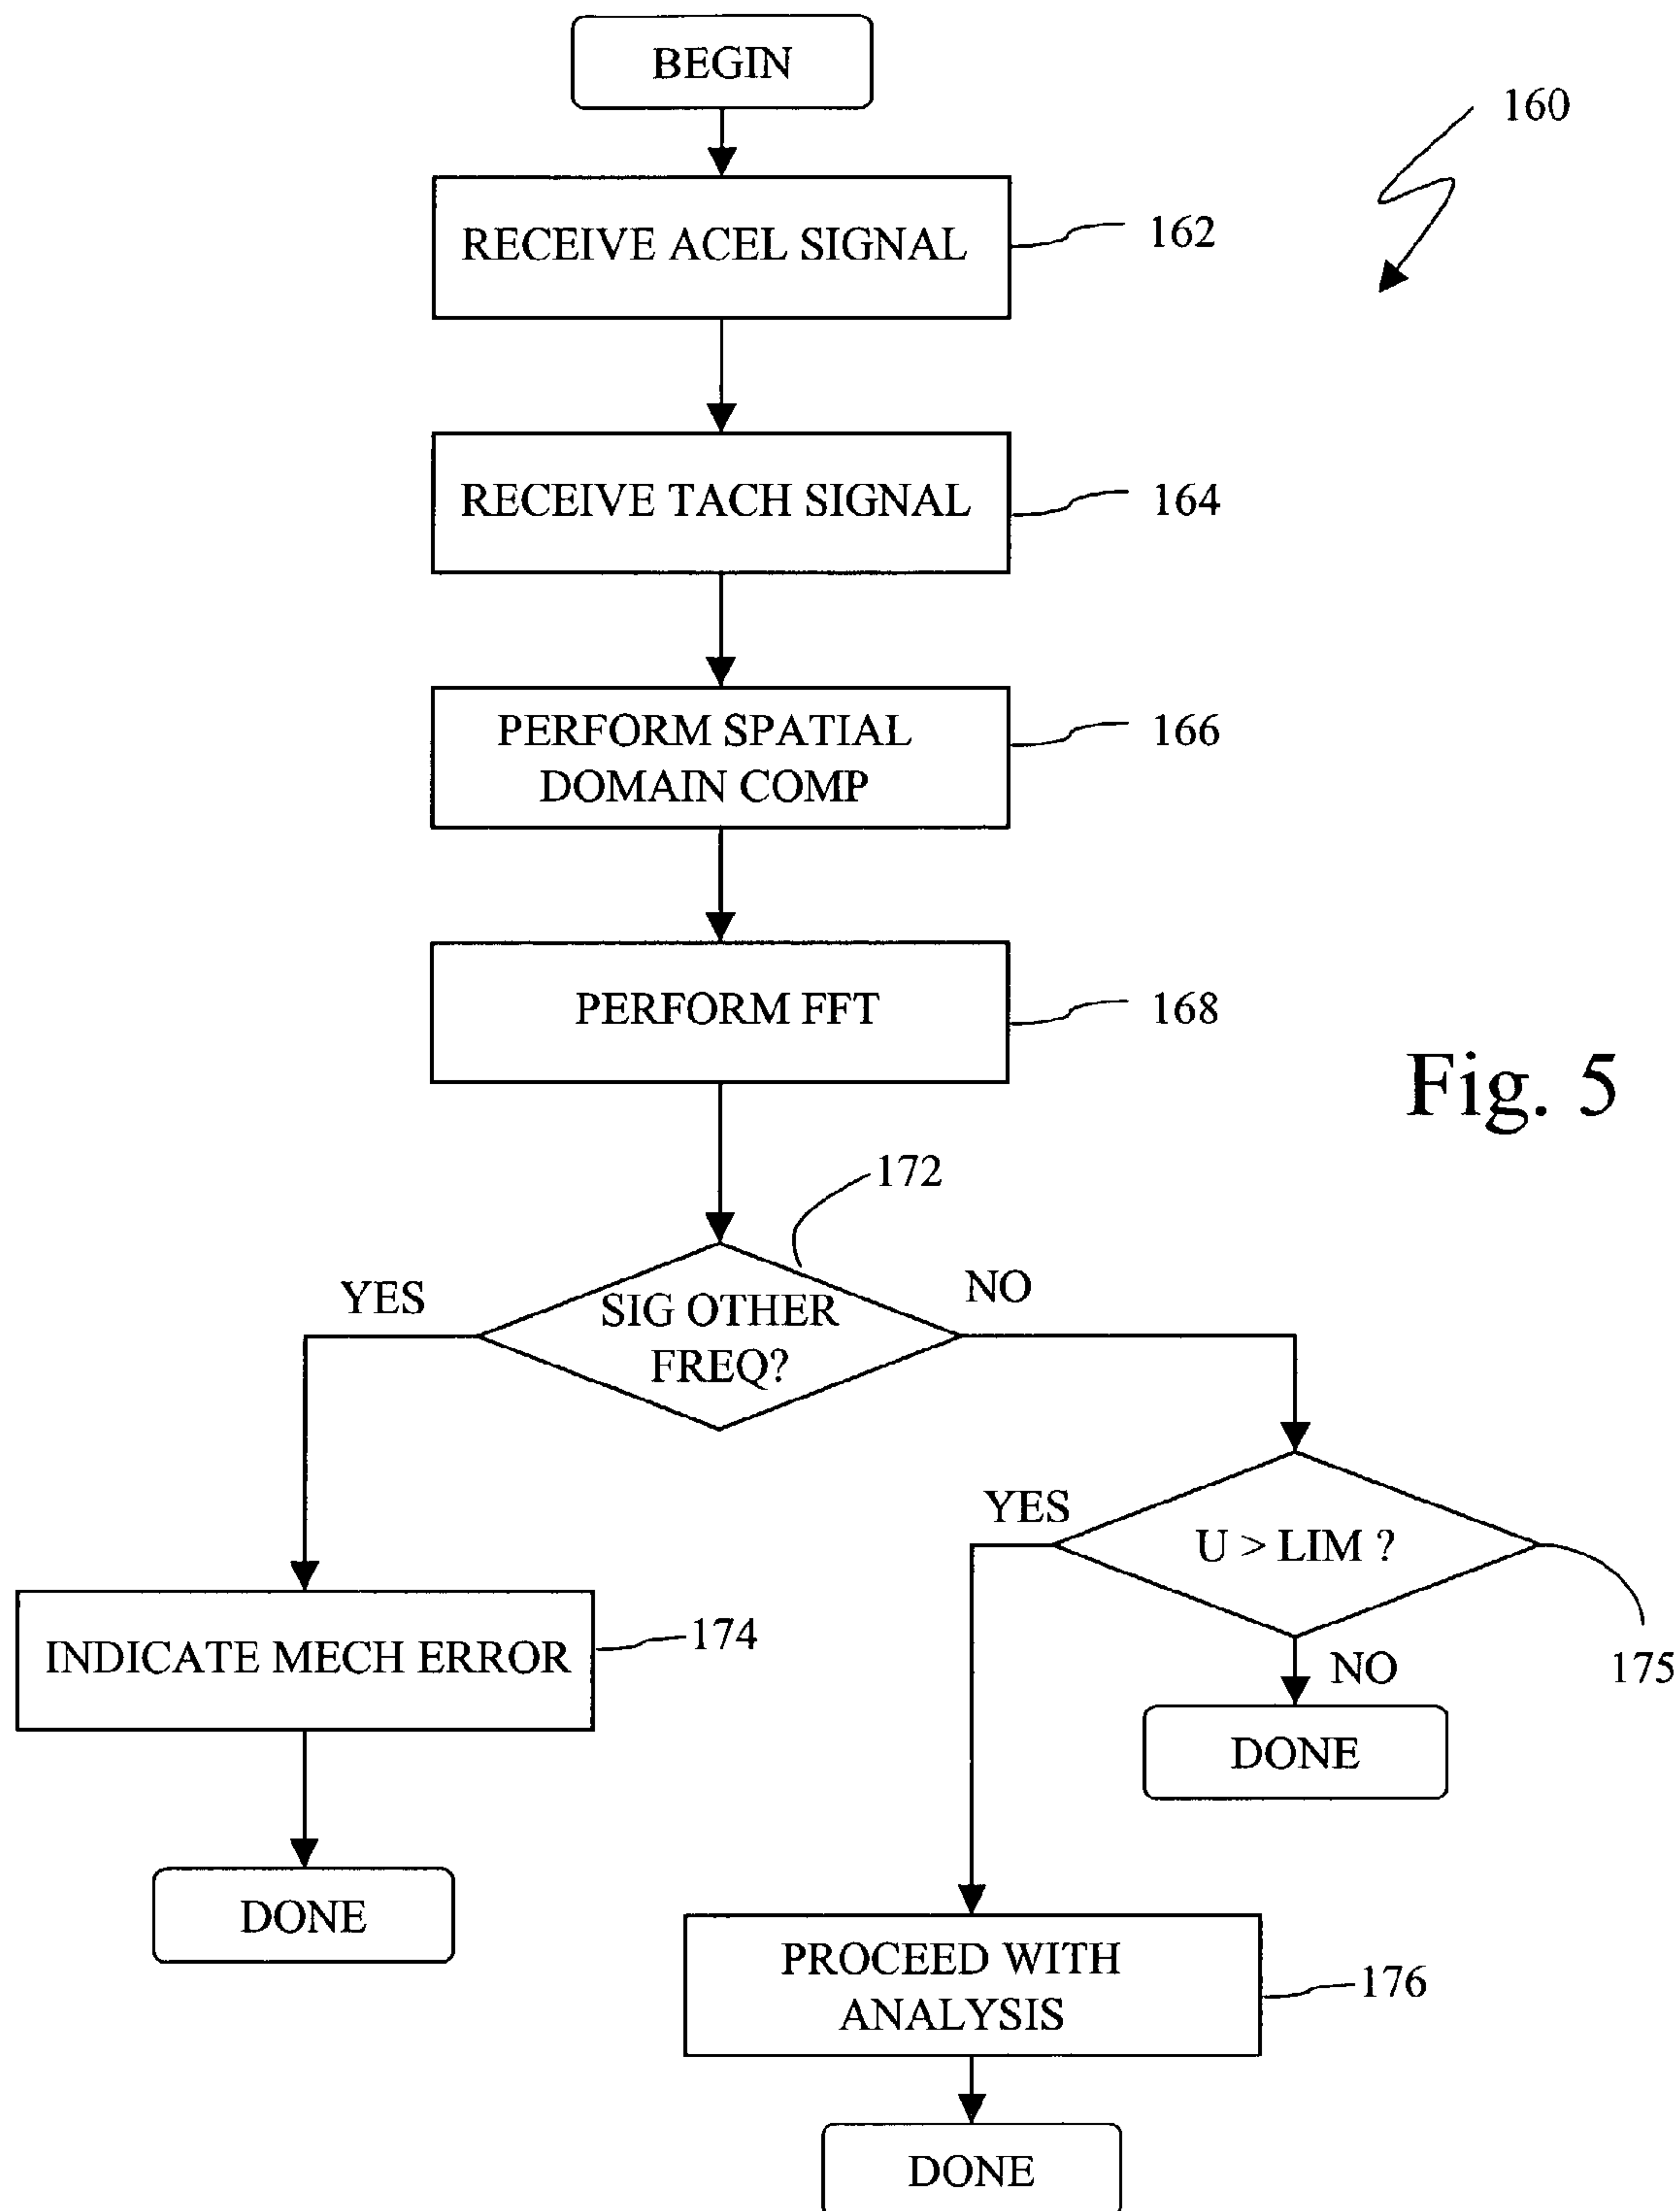 BEGIN
160
RECEIVE ACEL SIGNAL
162
RECEIVE TACH SIGNAL
164
PERFORM SPATIAL
DOMAIN COMP
166
PERFORM FFT
168
Fig. 5
172
YES
SIG OTHER
FREQ?
NO
YES
U > LIM ?
175
NO
DONE
INDICATE MECH ERROR
174
DONE
PROCEED WITH
ANALYSIS
176
DONE